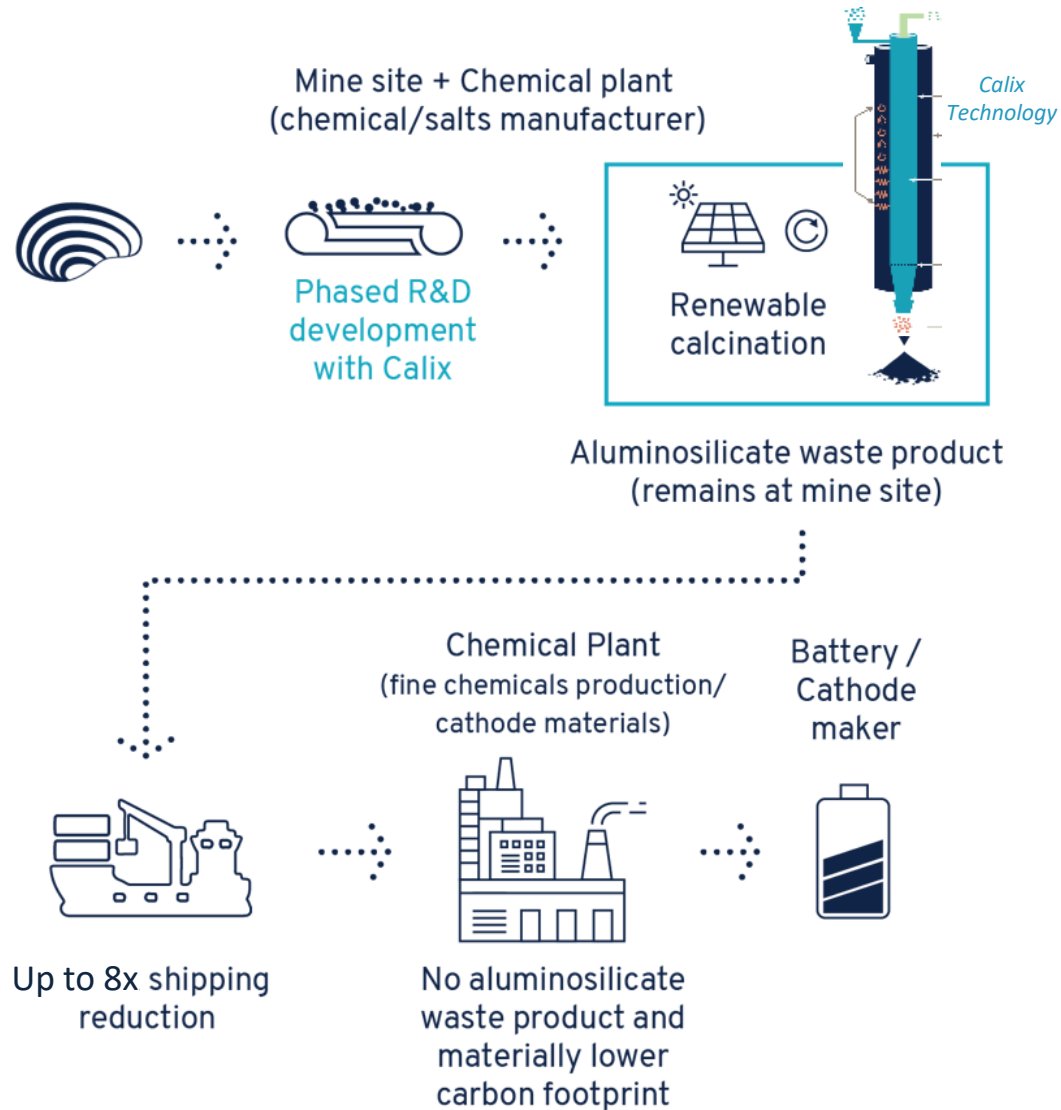 Mine site + Chemical plant
(chemical/salts manufacturer)
Calix
Technology
Phased R&D
development
with Calix
Renewable
calcination
Aluminosilicate waste product
(remains at mine site)
Chemical Plant
(fine chemicals production/
cathode materials)
Battery /
Cathode
maker
Up to 8x shipping
reduction
No aluminosilicate
waste product and
materially lower
carbon footprint